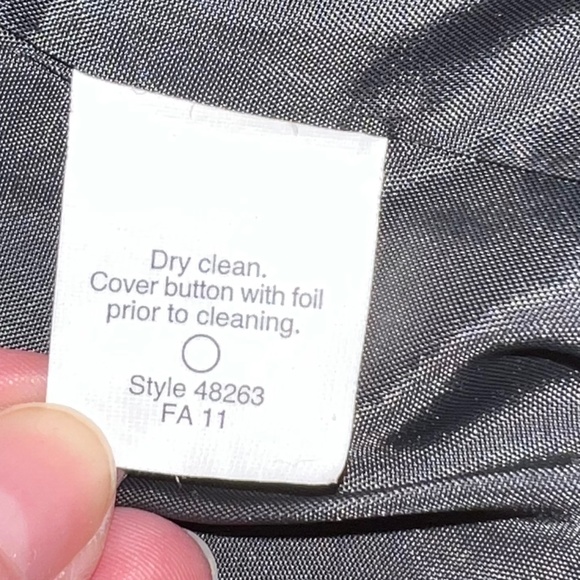 Dry clean.
Cover button with foil
prior to cleaning.
Style 48263
FA 11